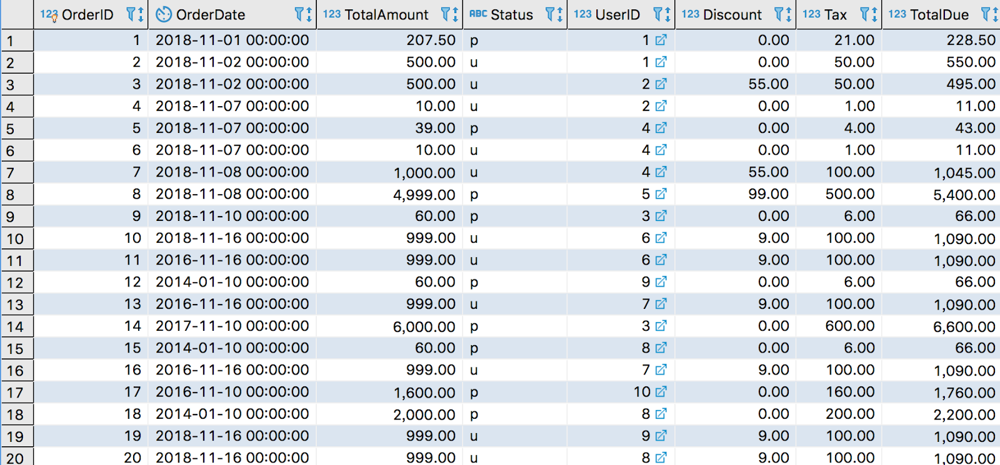 123 OrderID OrderDate 123 TotalAmount ABC Status 123 UserID 123 Discount 123 Tax 123 TotalDue
1 1 2018-11-01 00:00:00 207.50 p 1 0.00 21.00 228.50
2 2 2018-11-02 00:00:00 500.00 u 1 0.00 50.00 550.00
3 3 2018-11-02 00:00:00 500.00 u 2 55.00 50.00 495.00
4 4 2018-11-07 00:00:00 10.00 u 2 0.00 1.00 11.00
5 5 2018-11-07 00:00:00 39.00 p 4 0.00 4.00 43.00
6 6 2018-11-07 00:00:00 10.00 u 4 0.00 1.00 11.00
7 7 2018-11-08 00:00:00 1,000.00 u 4 55.00 100.00 1,045.00
8 8 2018-11-08 00:00:00 4,999.00 p 5 99.00 500.00 5,400.00
9 9 2018-11-10 00:00:00 60.00 p 3 0.00 6.00 66.00
10 10 2018-11-16 00:00:00 999.00 u 6 9.00 100.00 1,090.00
11 11 2016-11-16 00:00:00 999.00 u 6 9.00 100.00 1,090.00
12 12 2014-01-10 00:00:00 60.00 p 9 0.00 6.00 66.00
13 13 2016-11-16 00:00:00 999.00 u 7 9.00 100.00 1,090.00
14 14 2017-11-10 00:00:00 6,000.00 p 3 0.00 600.00 6,600.00
15 15 2014-01-10 00:00:00 60.00 p 8 0.00 6.00 66.00
16 16 2016-11-16 00:00:00 999.00 u 7 9.00 100.00 1,090.00
17 17 2016-11-10 00:00:00 1,600.00 p 10 0.00 160.00 1,760.00
18 18 2014-01-10 00:00:00 2,000.00 p 8 0.00 200.00 2,200.00
19 19 2018-11-16 00:00:00 999.00 u 9 9.00 100.00 1,090.00
20 20 2018-11-16 00:00:00 999.00 u 8 9.00 100.00 1,090.00